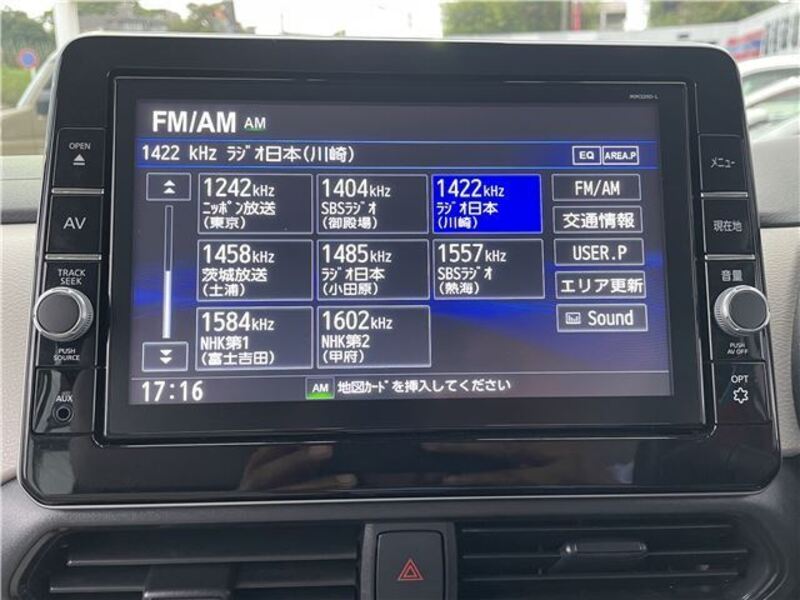 MM320D-L
FM/AM AM
1422 kHz ラジオ日本(川崎)
EQ AREA.P
1242kHz
ニッポン放送
(東京)
1404kHz
SBSラジオ
(御殿場)
1422kHz
ラジオ日本
(川崎)
FM/AM
交通情報
1458kHz
茨城放送
(土浦)
1485kHz
ラジオ日本
(小田原)
1557kHz
SBSラジオ
(熱海)
USER.P
エリア更新
1584kHz
NHK第1
(富士吉田)
1602kHz
NHK第2
(甲府)
Sound
17:16
AM 地図カードを挿入してください
OPEN
AV
TRACK
SEEK
PUSH
SOURCE
AUX
メニュー
現在地
音量
PUSH
AV OFF
OPT